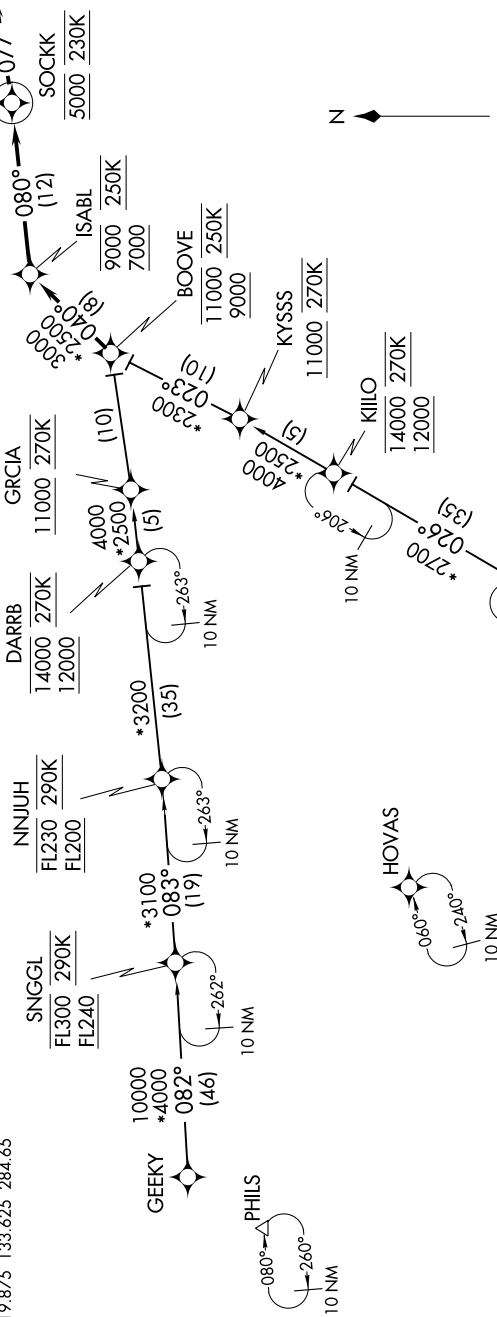 19.875 133.625 284.65
GEEKY
10000
*4000
082°
(46)
SNGGL
FL300 290K
FL240
262°
10 NM
*3100
083°
(19)
NNJUH
FL230 290K
FL200
263°
10 NM
*3200
(35)
DARRB
14000 270K
12000
263°
10 NM
4000
*2500
(5)
GRCIA
11000 270K
(10)
BOOVE
11000 250K
9000
3000
*2500
040°
(8)
ISABL
9000 250K
7000
080°
(12)
SOCKK
5000 230K
077
N
*2300
023°
(10)
KYSSS
11000 270K
4000
*2500
(5)
KIILO
14000 270K
12000
206°
10 NM
*2700
026°
(35)
HOVAS
060°
240°
10 NM
PHILS
080°
260°
10 NM